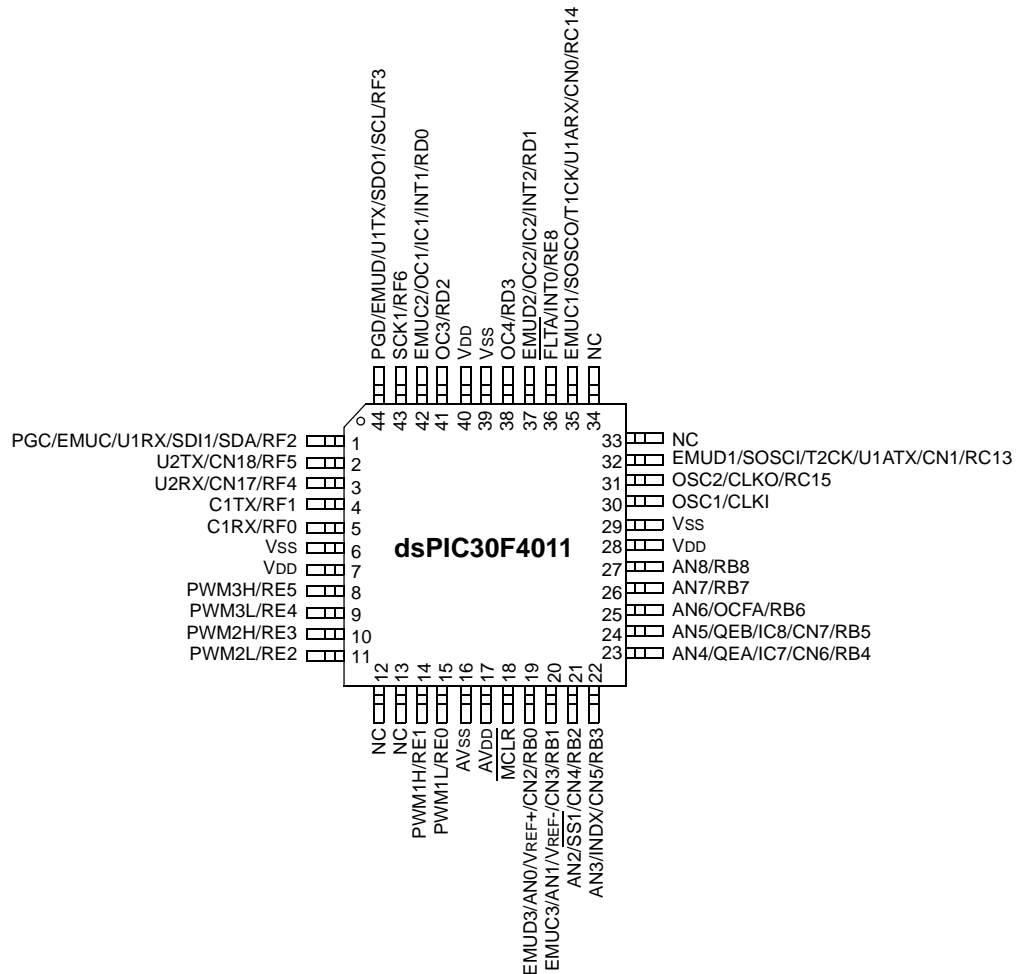 PGD/EMUD/U1TX/SDO1/SCL/RF3
SCK1/RF6
EMUC2/OC1/IC1/INT1/RD0
OC3/RD2
VDD
VSS
OC4/RD3
EMUD2/OC2/IC2/INT2/RD1
FLTA/INT0/RE8
EMUC1/SOSCO/T1CK/U1ARX/CN0/RC14
NC
44 43 42 41 40 39 38 37 36 35 34
PGC/EMUC/U1RX/SDI1/SDA/RF2 1
U2TX/CN18/RF5 2
U2RX/CN17/RF4 3
C1TX/RF1 4
C1RX/RF0 5
VSS 6
VDD 7
PWM3H/RE5 8
PWM3L/RE4 9
PWM2H/RE3 10
PWM2L/RE2 11
dsPIC30F4011
33 NC
32 EMUD1/SOSCI/T2CK/U1ATX/CN1/RC13
31 OSC2/CLKO/RC15
30 OSC1/CLKI
29 VSS
28 VDD
27 AN8/RB8
26 AN7/RB7
25 AN6/OCFA/RB6
24 AN5/QEB/IC8/CN7/RB5
23 AN4/QEA/IC7/CN6/RB4
12 13 14 15 16 17 18 19 20 21 22
NC
NC
PWM1H/RE1
PWM1L/RE0
AVSS
AVDD
MCLR
EMUD3/AN0/VREF+/CN2/RB0
EMUC3/AN1/VREF-/CN3/RB1
AN2/SS1/CN4/RB2
AN3/INDX/CN5/RB3